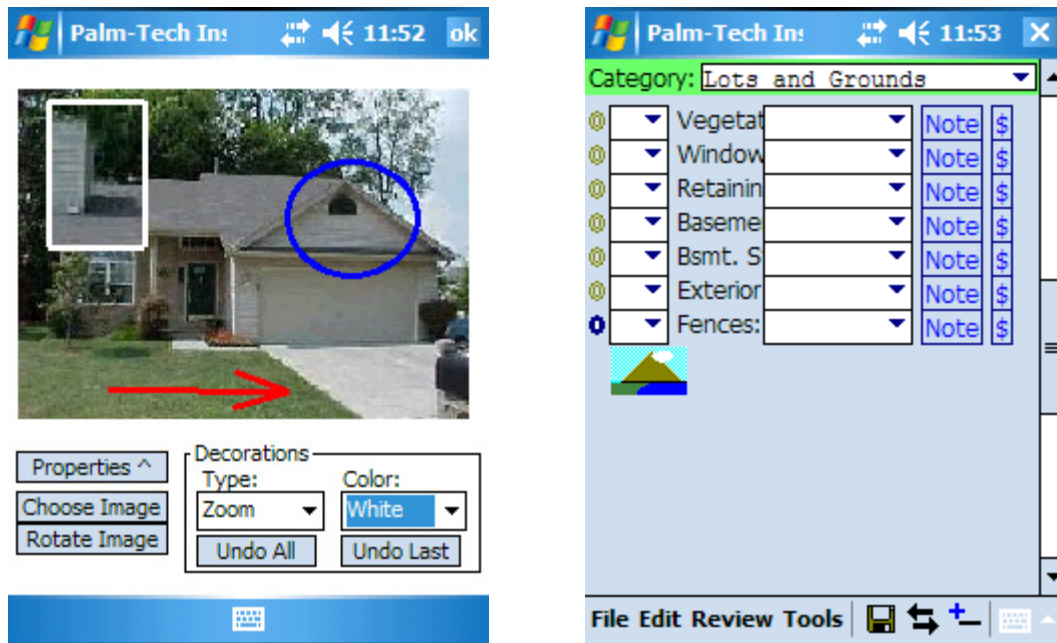 Palm-Tech Ins 11:52 ok
Properties ^
Choose Image
Rotate Image
Decorations
Type: Color:
Zoom White
Undo All Undo Last
Palm-Tech Ins 11:53
Category: Lots and Grounds
Vegetat Note $
Window Note $
Retainin Note $
Baseme Note $
Bsmt. S Note $
Exterior Note $
Fences: Note $
File Edit Review Tools